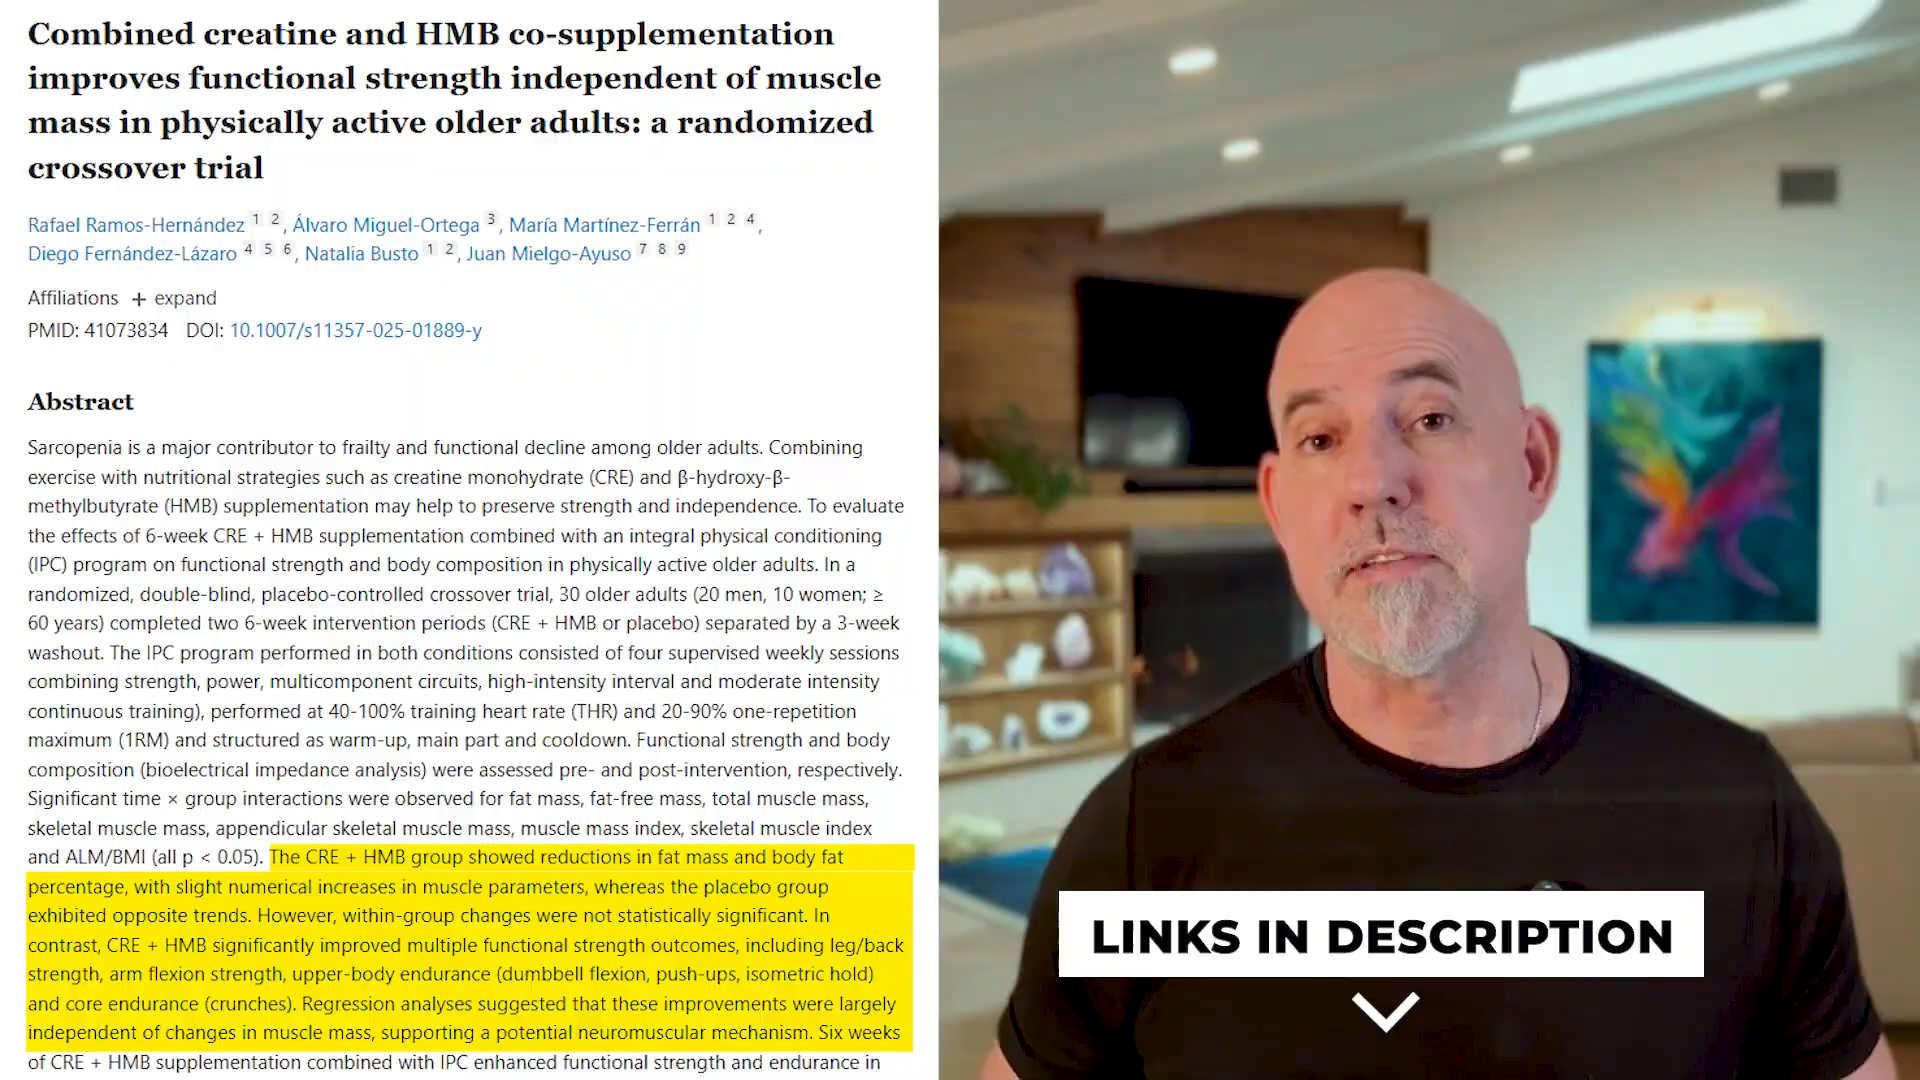 Combined creatine and HMB co-supplementation
improves functional strength independent of muscle
mass in physically active older adults: a randomized
crossover trial
Rafael Ramos-Hernández 1 2, Álvaro Miguel-Ortega 3, María Martínez-Ferrán 1 2 4,
Diego Fernández-Lázaro 4 5 6, Natalia Busto 1 2, Juan Mielgo-Ayuso 7 8 9
Affiliations + expand
PMID: 41073834 DOI: 10.1007/s11357-025-01889-y
Abstract
Sarcopenia is a major contributor to frailty and functional decline among older adults. Combining
exercise with nutritional strategies such as creatine monohydrate (CRE) and β-hydroxy-β-
methylbutyrate (HMB) supplementation may help to preserve strength and independence. To evaluate
the effects of 6-week CRE + HMB supplementation combined with an integral physical conditioning
(IPC) program on functional strength and body composition in physically active older adults. In a
randomized, double-blind, placebo-controlled crossover trial, 30 older adults (20 men, 10 women; ≥
60 years) completed two 6-week intervention periods (CRE + HMB or placebo) separated by a 3-week
washout. The IPC program performed in both conditions consisted of four supervised weekly sessions
combining strength, power, multicomponent circuits, high-intensity interval and moderate intensity
continuous training), performed at 40-100% training heart rate (THR) and 20-90% one-repetition
maximum (1RM) and structured as warm-up, main part and cooldown. Functional strength and body
composition (bioelectrical impedance analysis) were assessed pre- and post-intervention, respectively.
Significant time × group interactions were observed for fat mass, fat-free mass, total muscle mass,
skeletal muscle mass, appendicular skeletal muscle mass, muscle mass index, skeletal muscle index
and ALM/BMI (all p < 0.05). The CRE + HMB group showed reductions in fat mass and body fat
percentage, with slight numerical increases in muscle parameters, whereas the placebo group
exhibited opposite trends. However, within-group changes were not statistically significant. In
contrast, CRE + HMB significantly improved multiple functional strength outcomes, including leg/back
strength, arm flexion strength, upper-body endurance (dumbbell flexion, push-ups, isometric hold)
and core endurance (crunches). Regression analyses suggested that these improvements were largely
independent of changes in muscle mass, supporting a potential neuromuscular mechanism. Six weeks
of CRE + HMB supplementation combined with IPC enhanced functional strength and endurance in
LINKS IN DESCRIPTION